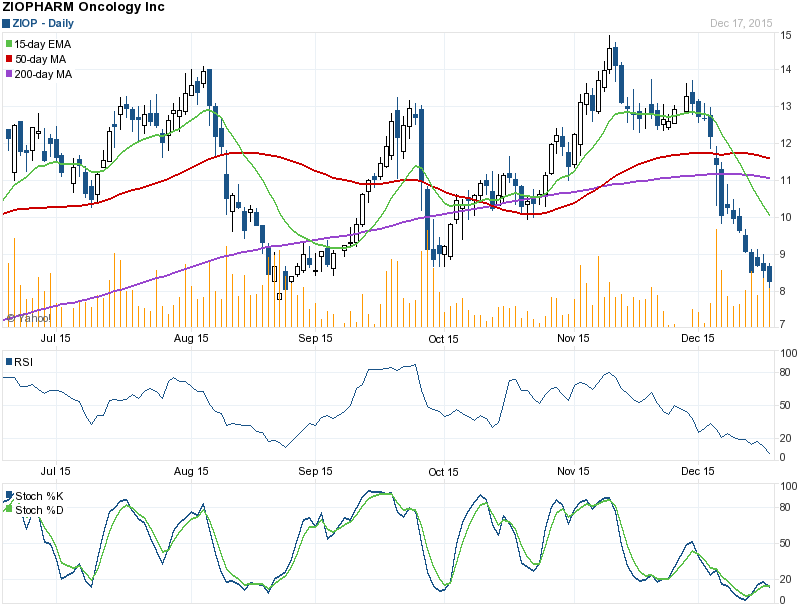 ZIOPHARM Oncology Inc
ZIOP - Daily
Dec 17, 2015
15-day EMA
50-day MA
200-day MA
15
14
13
12
11
10
9
8
7
© Yahoo!
Jul 15
Aug 15
Sep 15
Oct 15
Nov 15
Dec 15
RSI
100
80
50
20
0
Jul 15
Aug 15
Sep 15
Oct 15
Nov 15
Dec 15
Stoch %K
Stoch %D
100
80
50
20
0